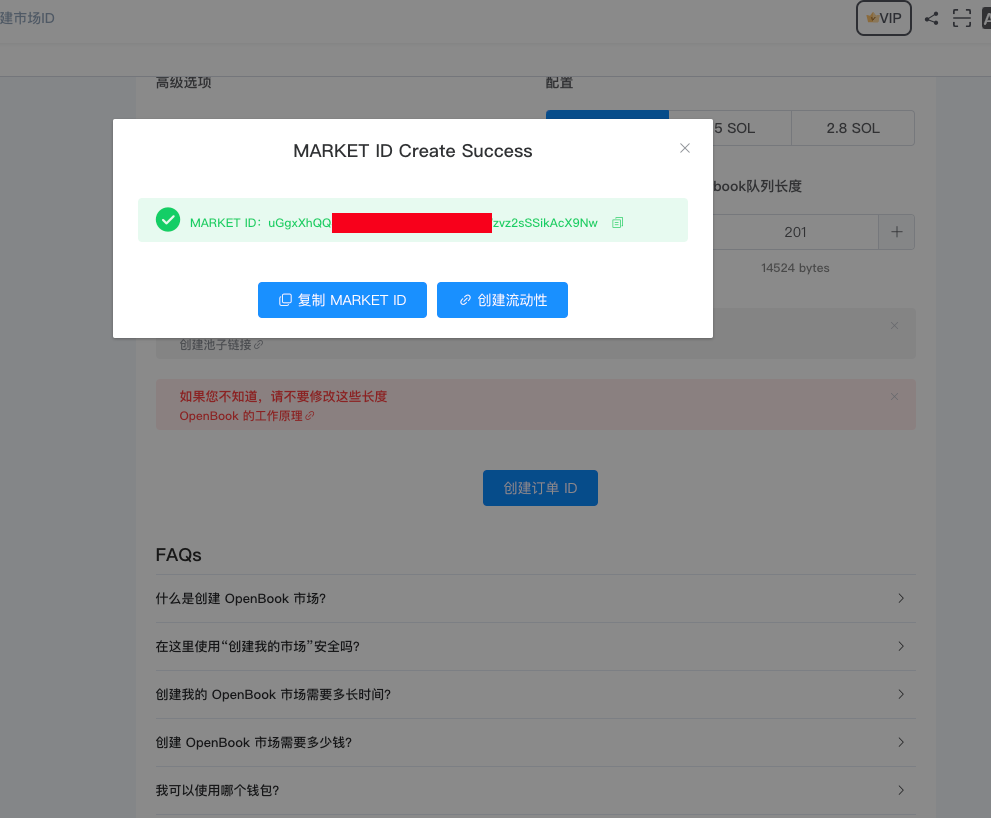 建市场ID
VIP
高级选项
配置
5 SOL
2.8 SOL
MARKET ID Create Success
book队列长度
MARKET ID：uGgxXhQQ
zvz2sSSikAcX9Nw
201
14524 bytes
复制 MARKET ID
创建流动性
创建池子链接
如果您不知道，请不要修改这些长度
OpenBook 的工作原理
创建订单 ID
FAQs
什么是创建 OpenBook 市场?
在这里使用“创建我的市场”安全吗?
创建我的 OpenBook 市场需要多长时间?
创建 OpenBook 市场需要多少钱?
我可以使用哪个钱包?